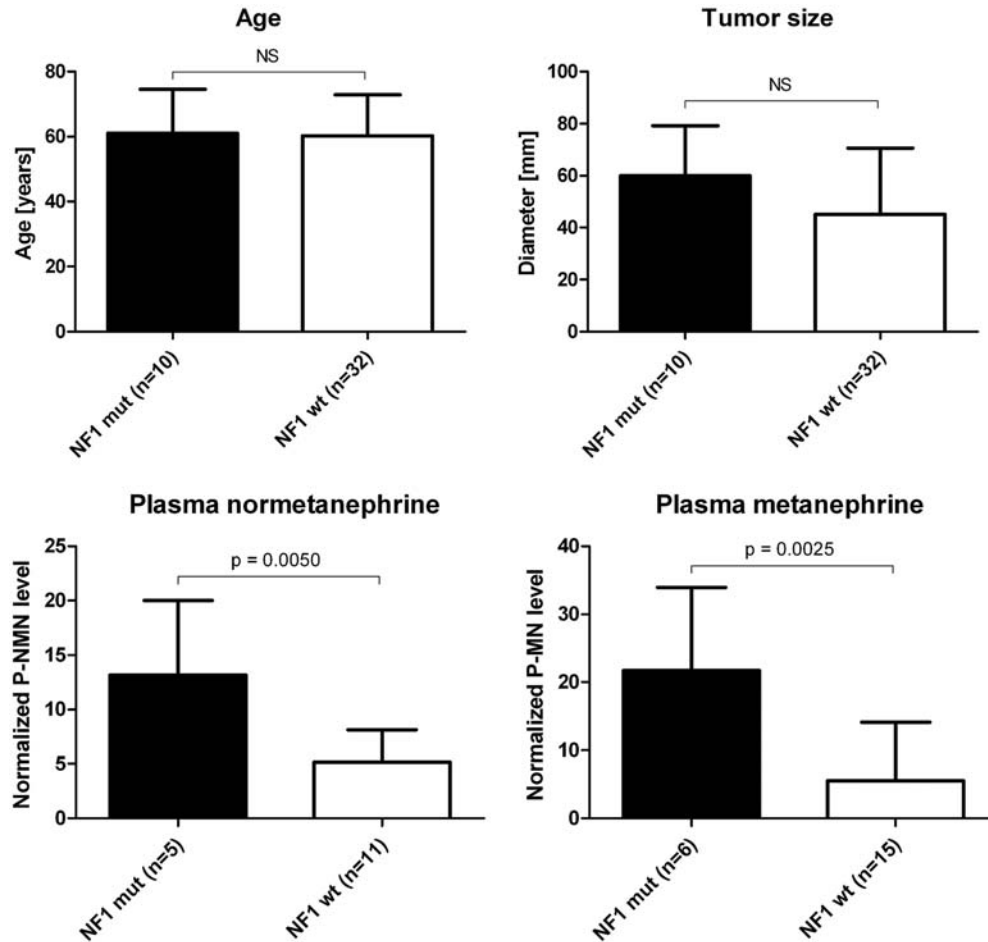 Age
NS
80
60
40
20
0
Age [years]
NF1 mut (n=10)
NF1 wt (n=32)
Tumor size
NS
100
80
60
40
20
0
Diameter [mm]
NF1 mut (n=10)
NF1 wt (n=32)
Plasma normetanephrine
p = 0.0050
25
20
15
10
5
0
Normalized P-NMN level
NF1 mut (n=5)
NF1 wt (n=11)
Plasma metanephrine
p = 0.0025
40
30
20
10
0
Normalized P-MN level
NF1 mut (n=6)
NF1 wt (n=15)